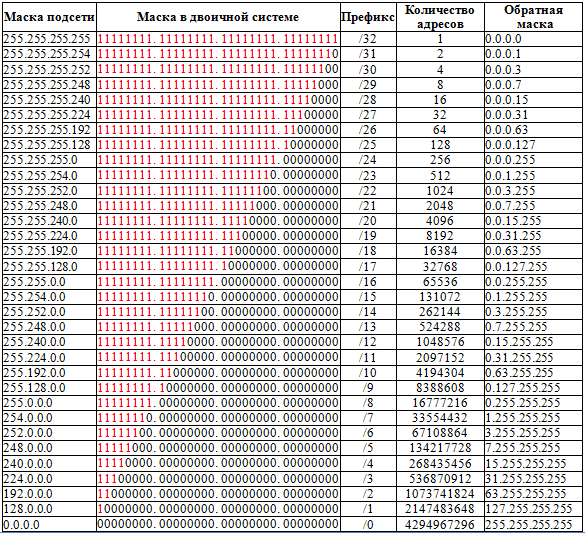 Маска подсети Маска в двоичной системе Префикс Количество адресов Обратная маска
255.255.255.255 11111111.11111111.11111111.11111111 /32 1 0.0.0.0
255.255.255.254 11111111.11111111.11111111.11111110 /31 2 0.0.0.1
255.255.255.252 11111111.11111111.11111111.11111100 /30 4 0.0.0.3
255.255.255.248 11111111.11111111.11111111.11111000 /29 8 0.0.0.7
255.255.255.240 11111111.11111111.11111111.11110000 /28 16 0.0.0.15
255.255.255.224 11111111.11111111.11111111.11100000 /27 32 0.0.0.31
255.255.255.192 11111111.11111111.11111111.11000000 /26 64 0.0.0.63
255.255.255.128 11111111.11111111.11111111.10000000 /25 128 0.0.0.127
255.255.255.0 11111111.11111111.11111111.00000000 /24 256 0.0.0.255
255.255.254.0 11111111.11111111.11111110.00000000 /23 512 0.0.1.255
255.255.252.0 11111111.11111111.11111100.00000000 /22 1024 0.0.3.255
255.255.248.0 11111111.11111111.11111000.00000000 /21 2048 0.0.7.255
255.255.240.0 11111111.11111111.11110000.00000000 /20 4096 0.0.15.255
255.255.224.0 11111111.11111111.11100000.00000000 /19 8192 0.0.31.255
255.255.192.0 11111111.11111111.11000000.00000000 /18 16384 0.0.63.255
255.255.128.0 11111111.11111111.10000000.00000000 /17 32768 0.0.127.255
255.255.0.0 11111111.11111111.00000000.00000000 /16 65536 0.0.255.255
255.254.0.0 11111111.11111110.00000000.00000000 /15 131072 0.1.255.255
255.252.0.0 11111111.11111100.00000000.00000000 /14 262144 0.3.255.255
255.248.0.0 11111111.11111000.00000000.00000000 /13 524288 0.7.255.255
255.240.0.0 11111111.11110000.00000000.00000000 /12 1048576 0.15.255.255
255.224.0.0 11111111.11100000.00000000.00000000 /11 2097152 0.31.255.255
255.192.0.0 11111111.11000000.00000000.00000000 /10 4194304 0.63.255.255
255.128.0.0 11111111.10000000.00000000.00000000 /9 8388608 0.127.255.255
255.0.0.0 11111111.00000000.00000000.00000000 /8 16777216 0.255.255.255
254.0.0.0 11111110.00000000.00000000.00000000 /7 33554432 1.255.255.255
252.0.0.0 11111100.00000000.00000000.00000000 /6 67108864 3.255.255.255
248.0.0.0 11111000.00000000.00000000.00000000 /5 134217728 7.255.255.255
240.0.0.0 11110000.00000000.00000000.00000000 /4 268435456 15.255.255.255
224.0.0.0 11100000.00000000.00000000.00000000 /3 536870912 31.255.255.255
192.0.0.0 11000000.00000000.00000000.00000000 /2 1073741824 63.255.255.255
128.0.0.0 10000000.00000000.00000000.00000000 /1 2147483648 127.255.255.255
0.0.0.0 00000000.00000000.00000000.00000000 /0 4294967296 255.255.255.255